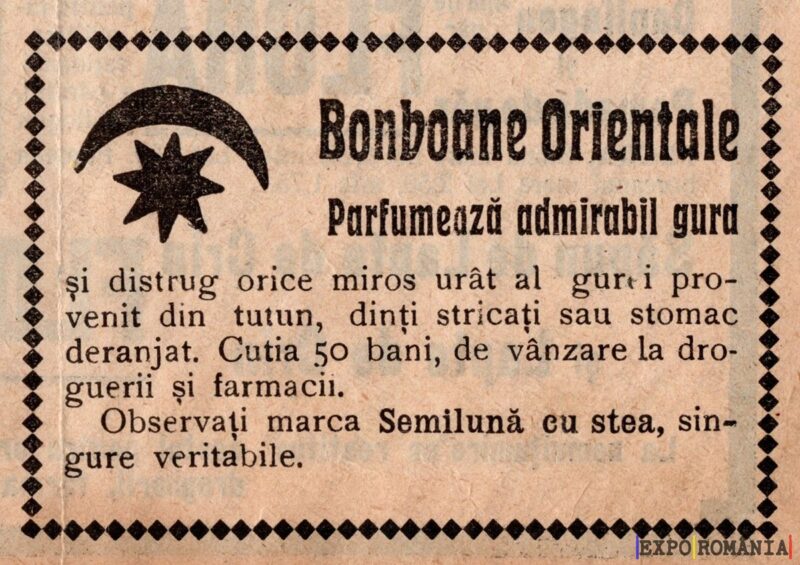 Bonboane Orientale
Parfumează admirabil gura
și distrug orice miros urât al gurei pro-
venit din tutun, dinți stricați sau stomac
deranjat. Cutia 50 bani, de vânzare la dro-
guerii și farmacii.
Observați marca Semilună cu stea, sin-
gure veritabile.
EXPO ROMÂNIA